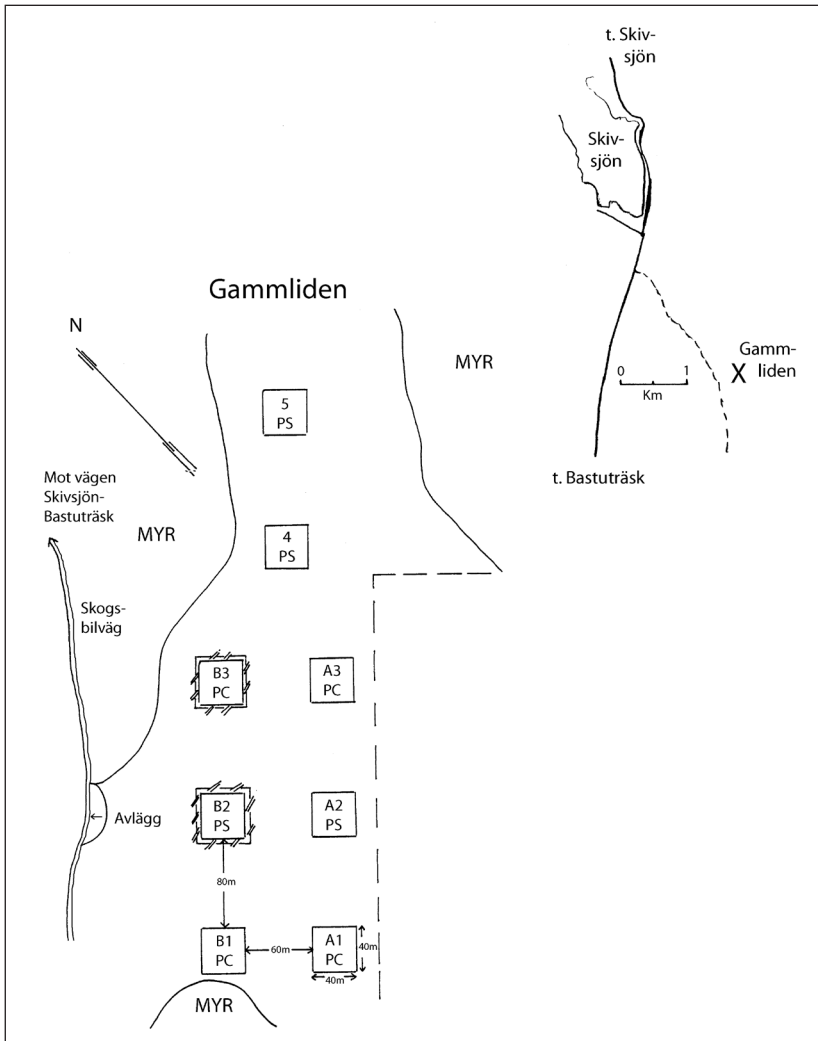 t. Skiv-
sjön
Skiv-
sjön
Gammliden
N
MYR
Gamm-
liden
X
0 1
Km
5
PS
t. Bastuträsk
Mot vägen
Skivsjön-
Bastuträsk
MYR
4
PS
Skogs-
bilväg
B3
PC
A3
PC
B2
PS
A2
PS
Avlägg
80m
B1
PC
60m
A1
PC
40m
40m
MYR